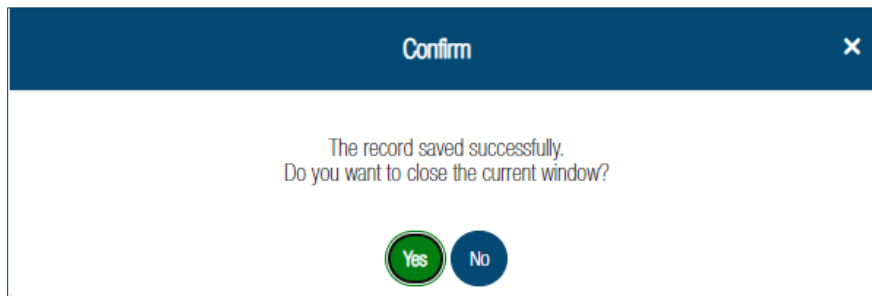 Confirm
The record saved successfully.
Do you want to close the current window?
Yes No